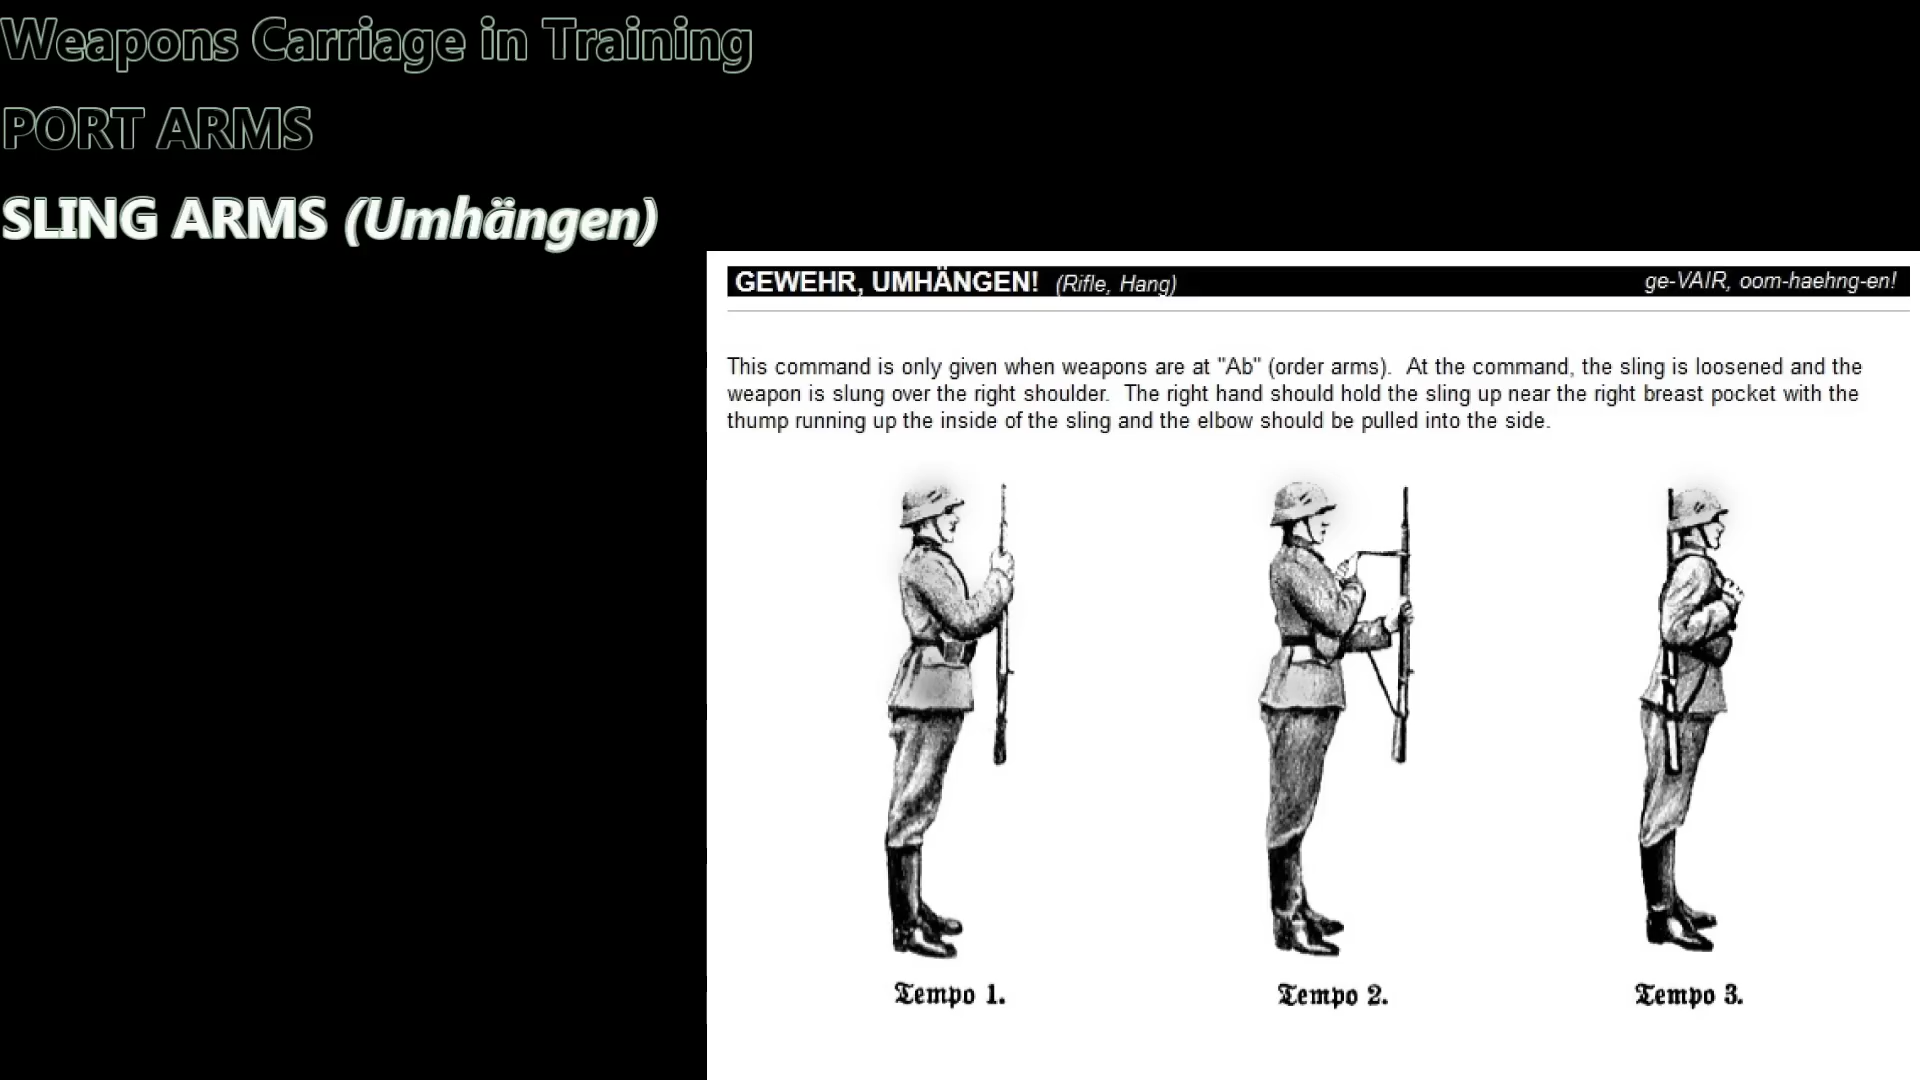 Weapons Carriage in Training
PORT ARMS
SLING ARMS (Umhängen)
GEWEHR, UMHÄNGEN! (Rifle, Hang) ge-VAIR, oom-haehng-en!
This command is only given when weapons are at "Ab" (order arms). At the command, the sling is loosened and the
weapon is slung over the right shoulder. The right hand should hold the sling up near the right breast pocket with the
thump running up the inside of the sling and the elbow should be pulled into the side.
Tempo 1. Tempo 2. Tempo 3.